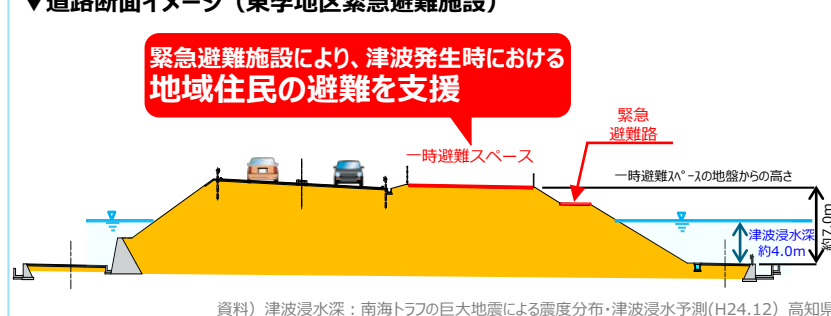 ▼道路断面イメージ（東孕地区緊急避難施設）
緊急避難施設により、津波発生時における
地域住民の避難を支援
緊急
避難路
一時避難スペース
一時避難ｽﾍﾟｰｽの地盤からの高さ
津波浸水深
約4.0m
約7.0m
資料）津波浸水深：南海トラフの巨大地震による震度分布・津波浸水予測(H24.12）高知県